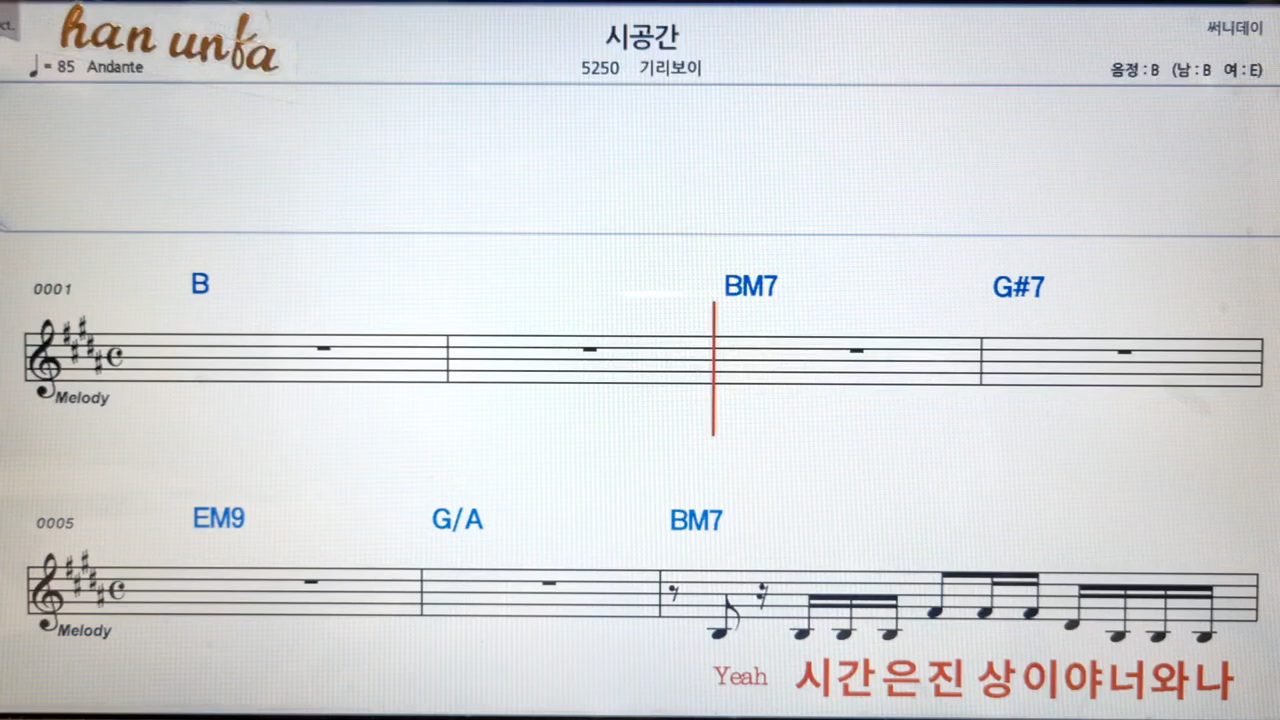 ct.
han unfa
시공간
써니데이
♩= 85 Andante
5250 기리보이
음정 : B (남 : B 여 : E)
0001 B BM7 G#7
Melody
0005 EM9 G/A BM7
Melody
Yeah 시간은진 상이야너와나